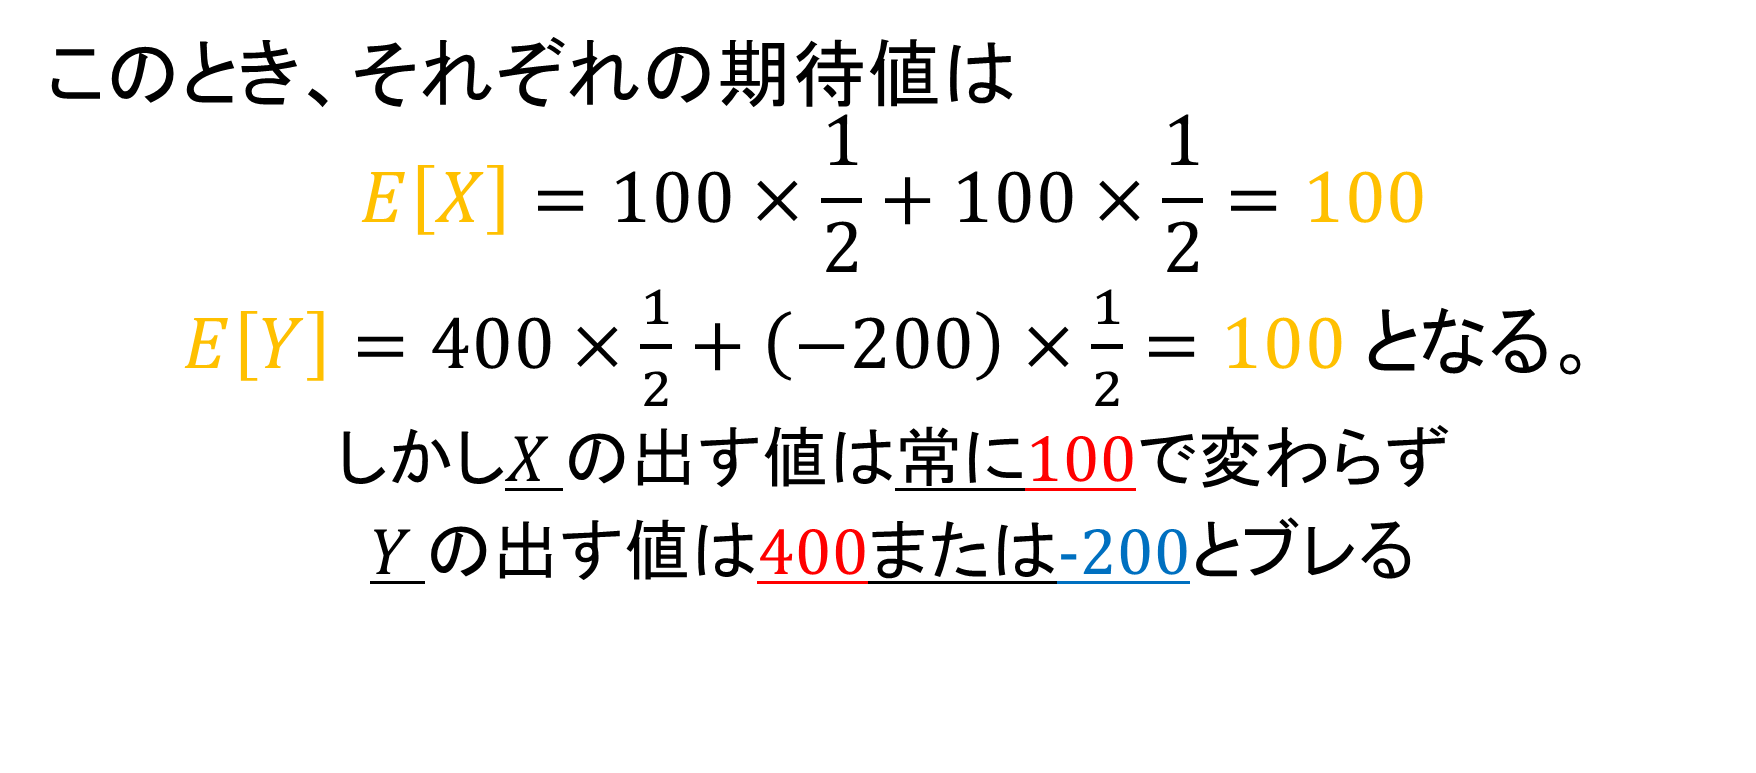 このとき、それぞれの期待値は
E[X] = 100 × 1/2 + 100 × 1/2 = 100
E[Y] = 400 × 1/2 + (−200) × 1/2 = 100 となる。
しかしX の出す値は常に100で変わらず
Y の出す値は400または-200とブレる